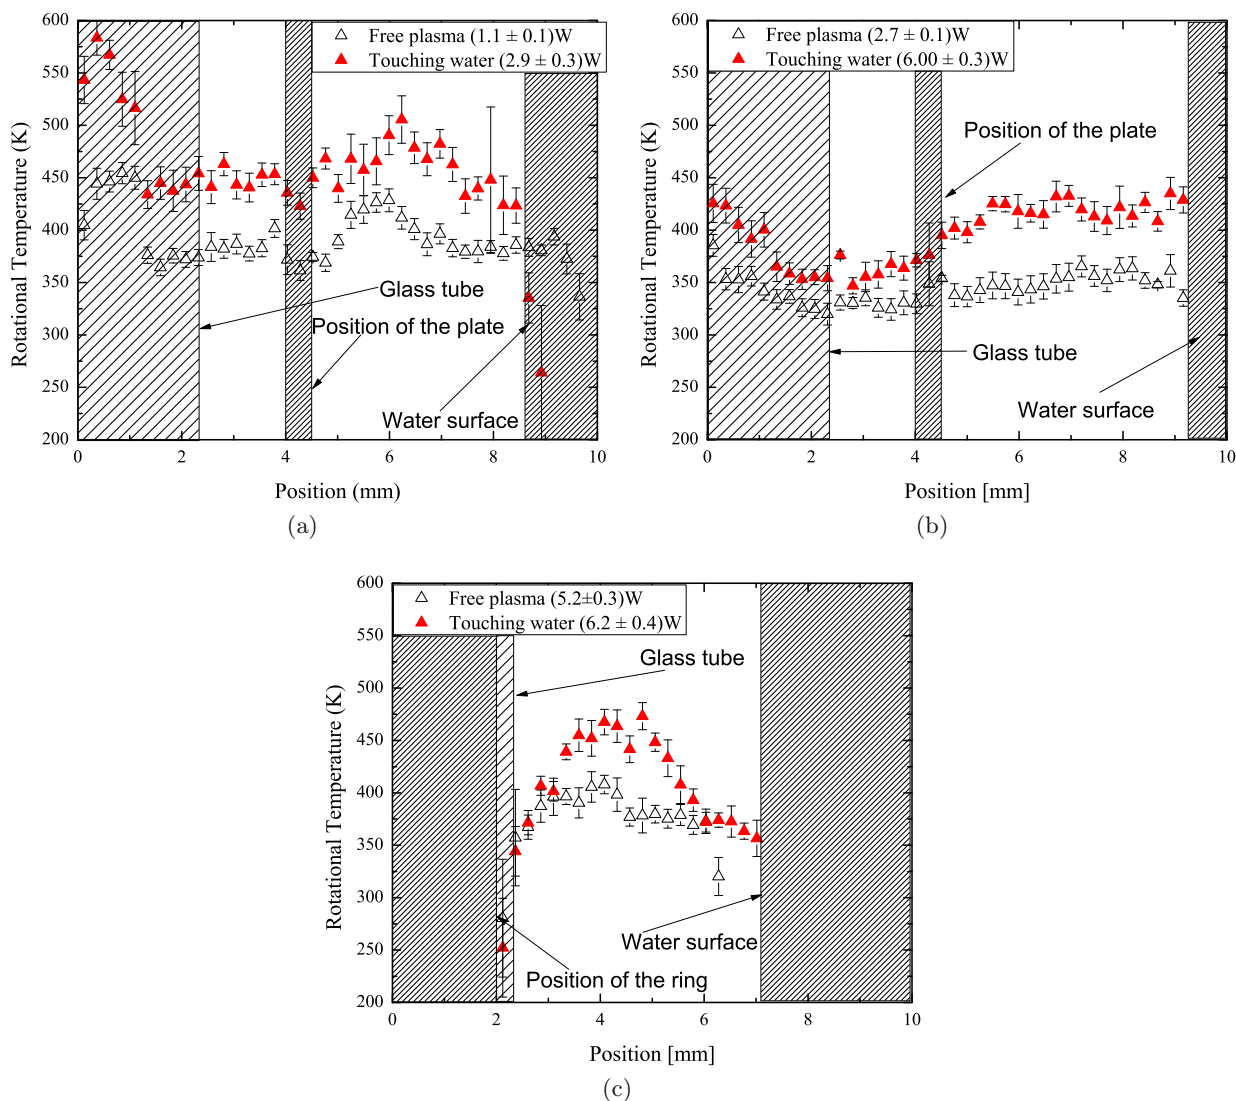 600
550
500
450
400
350
300
250
200
Rotational Temperature (K)
Free plasma (1.1 ± 0.1)W
Touching water (2.9 ± 0.3)W
Glass tube
Position of the plate
Water surface
0 2 4 6 8 10
Position (mm)
(a)
600
550
500
450
400
350
300
250
200
Rotational Temperature (K)
Free plasma (2.7 ± 0.1)W
Touching water (6.00 ± 0.3)W
Position of the plate
Glass tube
Water surface
0 2 4 6 8 10
Position [mm]
(b)
600
550
500
450
400
350
300
250
200
Rotational Temperature (K)
Free plasma (5.2±0.3)W
Touching water (6.2 ± 0.4)W
Glass tube
Water surface
Position of the ring
0 2 4 6 8 10
Position [mm]
(c)